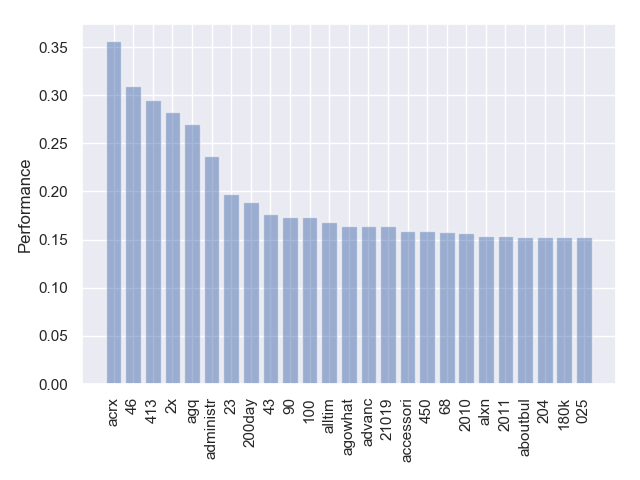 0.35
0.30
0.25
0.20
0.15
0.10
0.05
0.00
Performance
acrx
46
413
2x
agq
administr
23
200day
43
90
100
alltim
agowhat
advanc
21019
accessori
450
68
2010
alxn
2011
aboutbul
204
180k
025